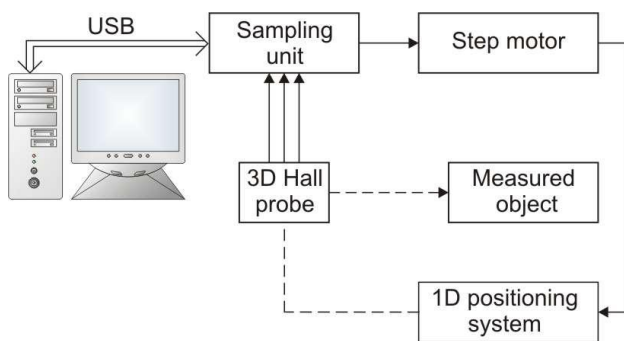 USB
Sampling
unit
Step motor
3D Hall
probe
Measured
object
1D positioning
system